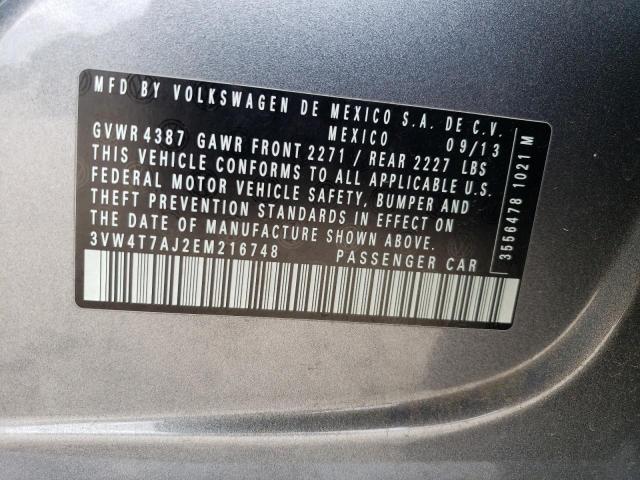 MFD BY VOLKSWAGEN DE MEXICO S.A. DE C.V.
MEXICO 09/13
GVWR 4387 GAWR FRONT 2271 / REAR 2227 LBS
THIS VEHICLE CONFORMS TO ALL APPLICABLE U.S.
FEDERAL MOTOR VEHICLE SAFETY, BUMPER AND
THEFT PREVENTION STANDARDS IN EFFECT ON
THE DATE OF MANUFACTURE SHOWN ABOVE.
3VW4T7AJ2EM216748 PASSENGER CAR
3556478 1021 M